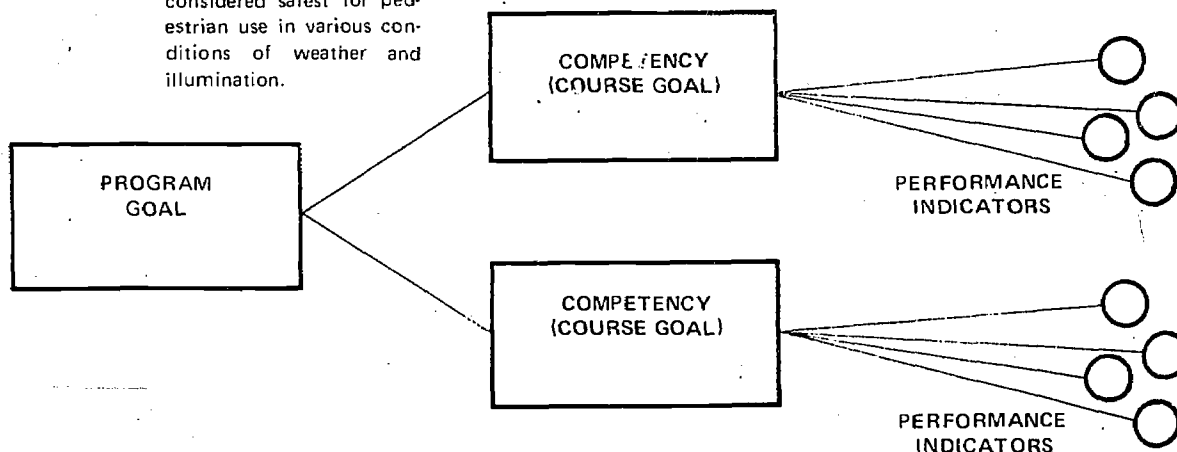 considered safest for ped-
estrian use in various con-
ditions of weather and
illumination.
COMPETENCY
(COURSE GOAL)
PROGRAM
GOAL
PERFORMANCE
INDICATORS
COMPETENCY
(COURSE GOAL)
PERFORMANCE
INDICATORS